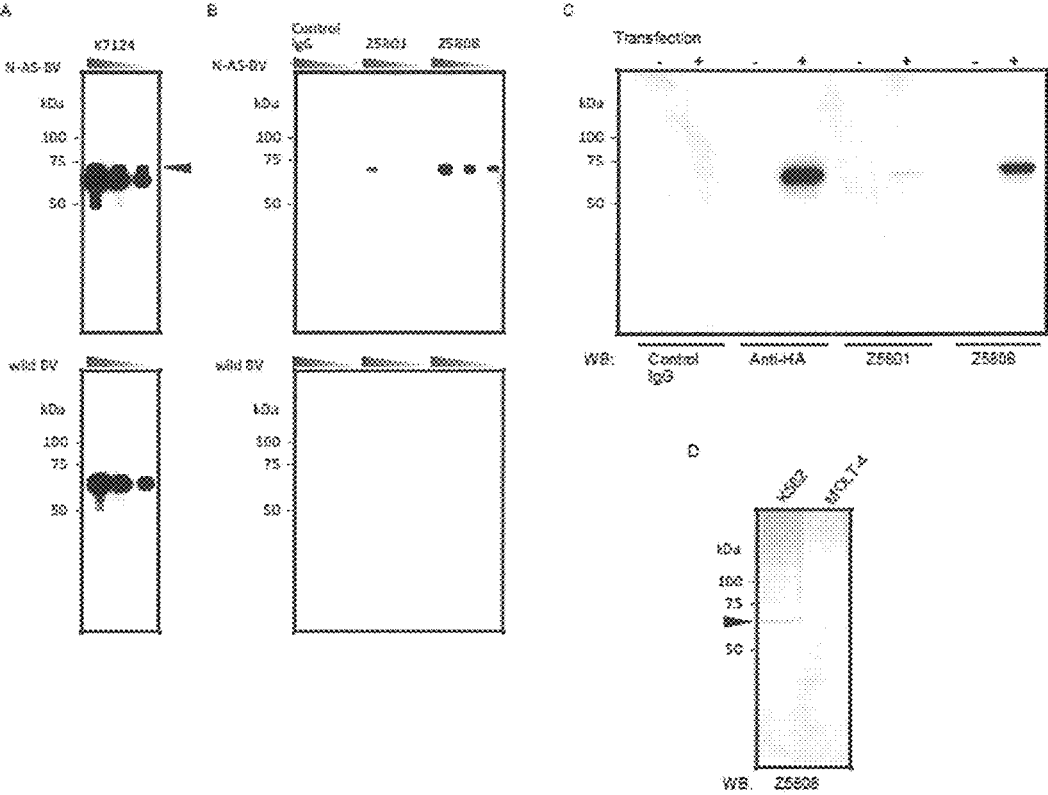 A
K7124
N-AS-BV
kDa
100
75
50
wild BV
kDa
100
75
50
B
Control
IgG
Z5801
Z5808
N-AS-BV
kDa
100
75
50
wild BV
kDa
100
75
50
C
Transfection
- + - + - + - +
kDa
100
75
50
WB: Control
IgG
Anti-HA
Z5801
Z5808
D
K562 MOLT-4
kDa
100
75
50
WB: Z5808